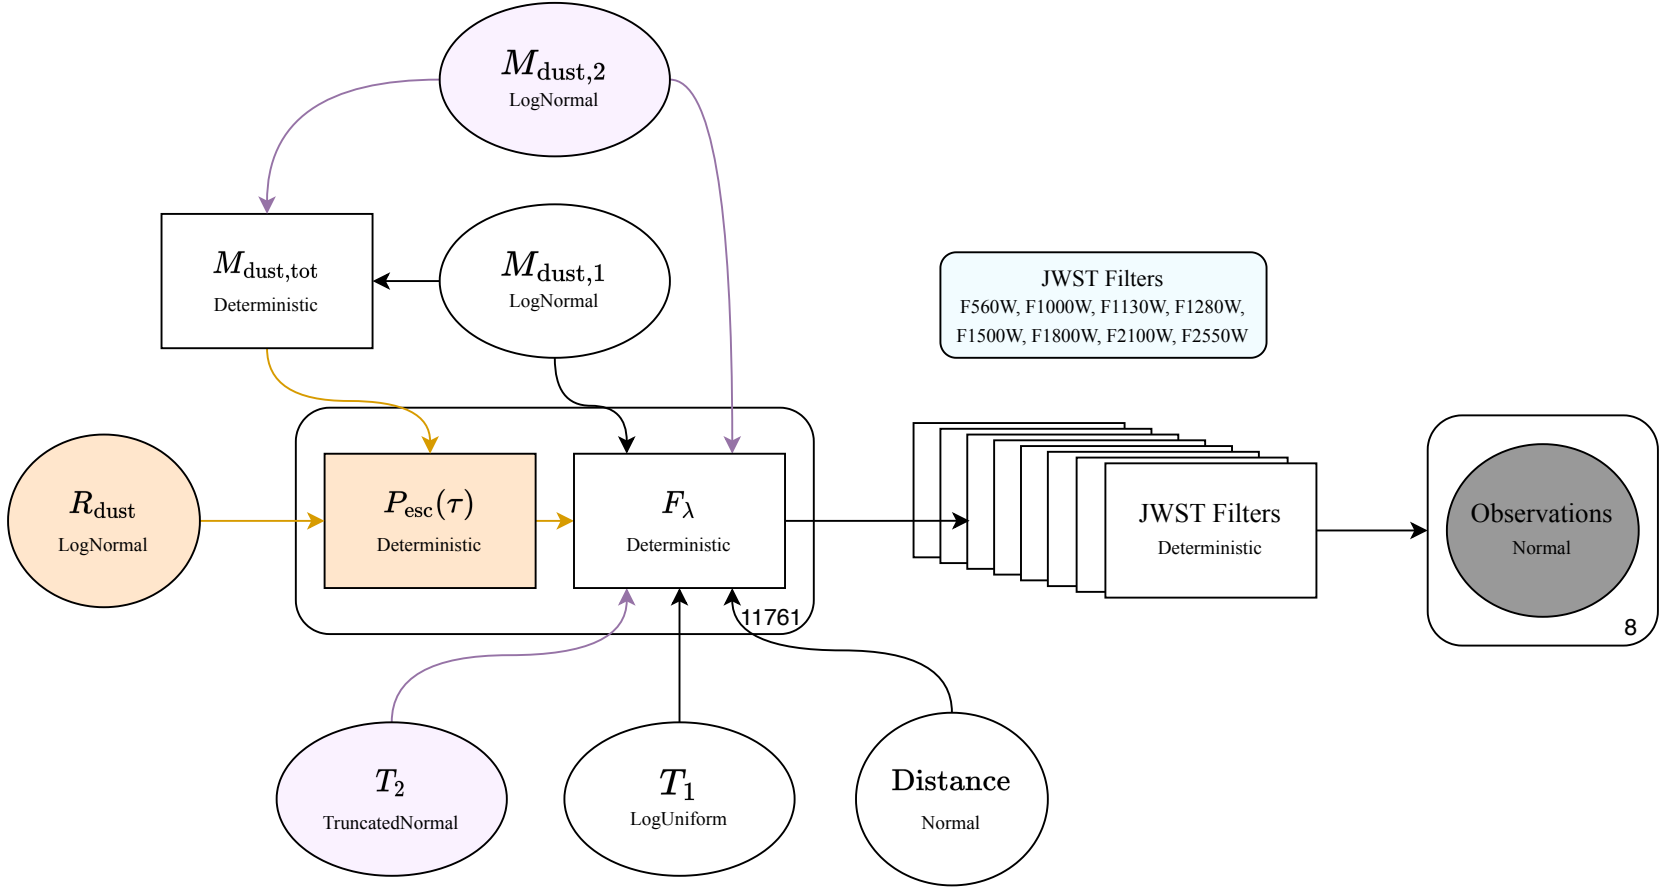 M_dust,2
LogNormal
M_dust,tot
Deterministic
M_dust,1
LogNormal
JWST Filters
F560W, F1000W, F1130W, F1280W,
F1500W, F1800W, F2100W, F2550W
R_dust
LogNormal
P_esc(τ)
Deterministic
F_λ
Deterministic
11761
JWST Filters
Deterministic
Observations
Normal
8
T_2
TruncatedNormal
T_1
LogUniform
Distance
Normal